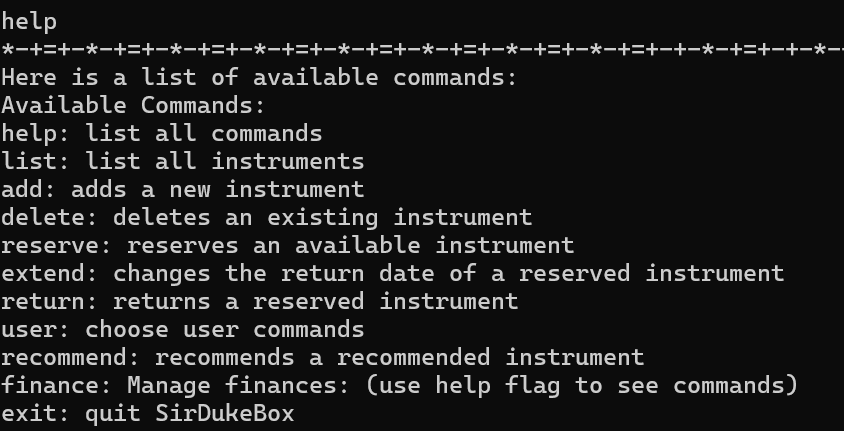 help
*-+=+-*-+=+-*-+=+-*-+=+-*-+=+-*-+=+-*-+=+-*-+=+-+-*-+=+-+-*-
Here is a list of available commands:
Available Commands:
help: list all commands
list: list all instruments
add: adds a new instrument
delete: deletes an existing instrument
reserve: reserves an available instrument
extend: changes the return date of a reserved instrument
return: returns a reserved instrument
user: choose user commands
recommend: recommends a recommended instrument
finance: Manage finances: (use help flag to see commands)
exit: quit SirDukeBox